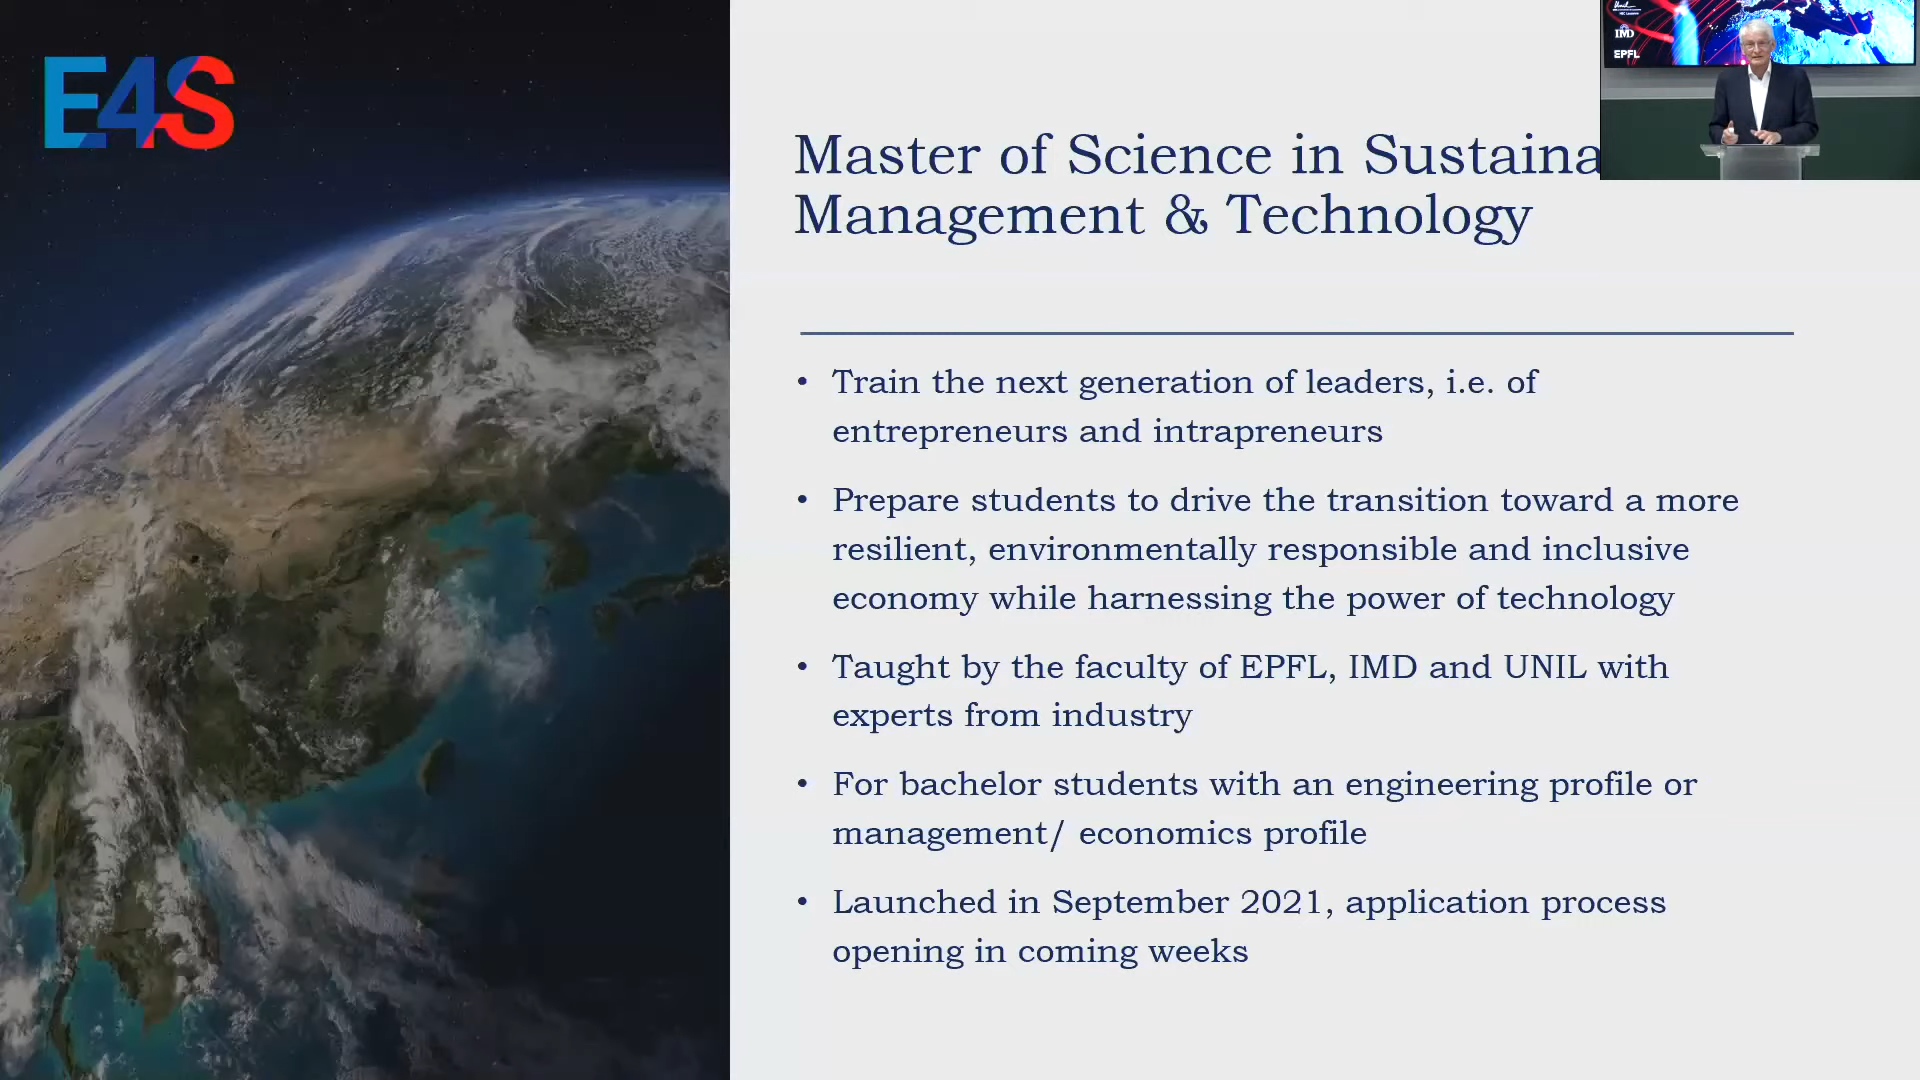 E4S
IMD
EPFL
Master of Science in Sustaina
Management & Technology
• Train the next generation of leaders, i.e. of
entrepreneurs and intrapreneurs
• Prepare students to drive the transition toward a more
resilient, environmentally responsible and inclusive
economy while harnessing the power of technology
• Taught by the faculty of EPFL, IMD and UNIL with
experts from industry
• For bachelor students with an engineering profile or
management/ economics profile
• Launched in September 2021, application process
opening in coming weeks